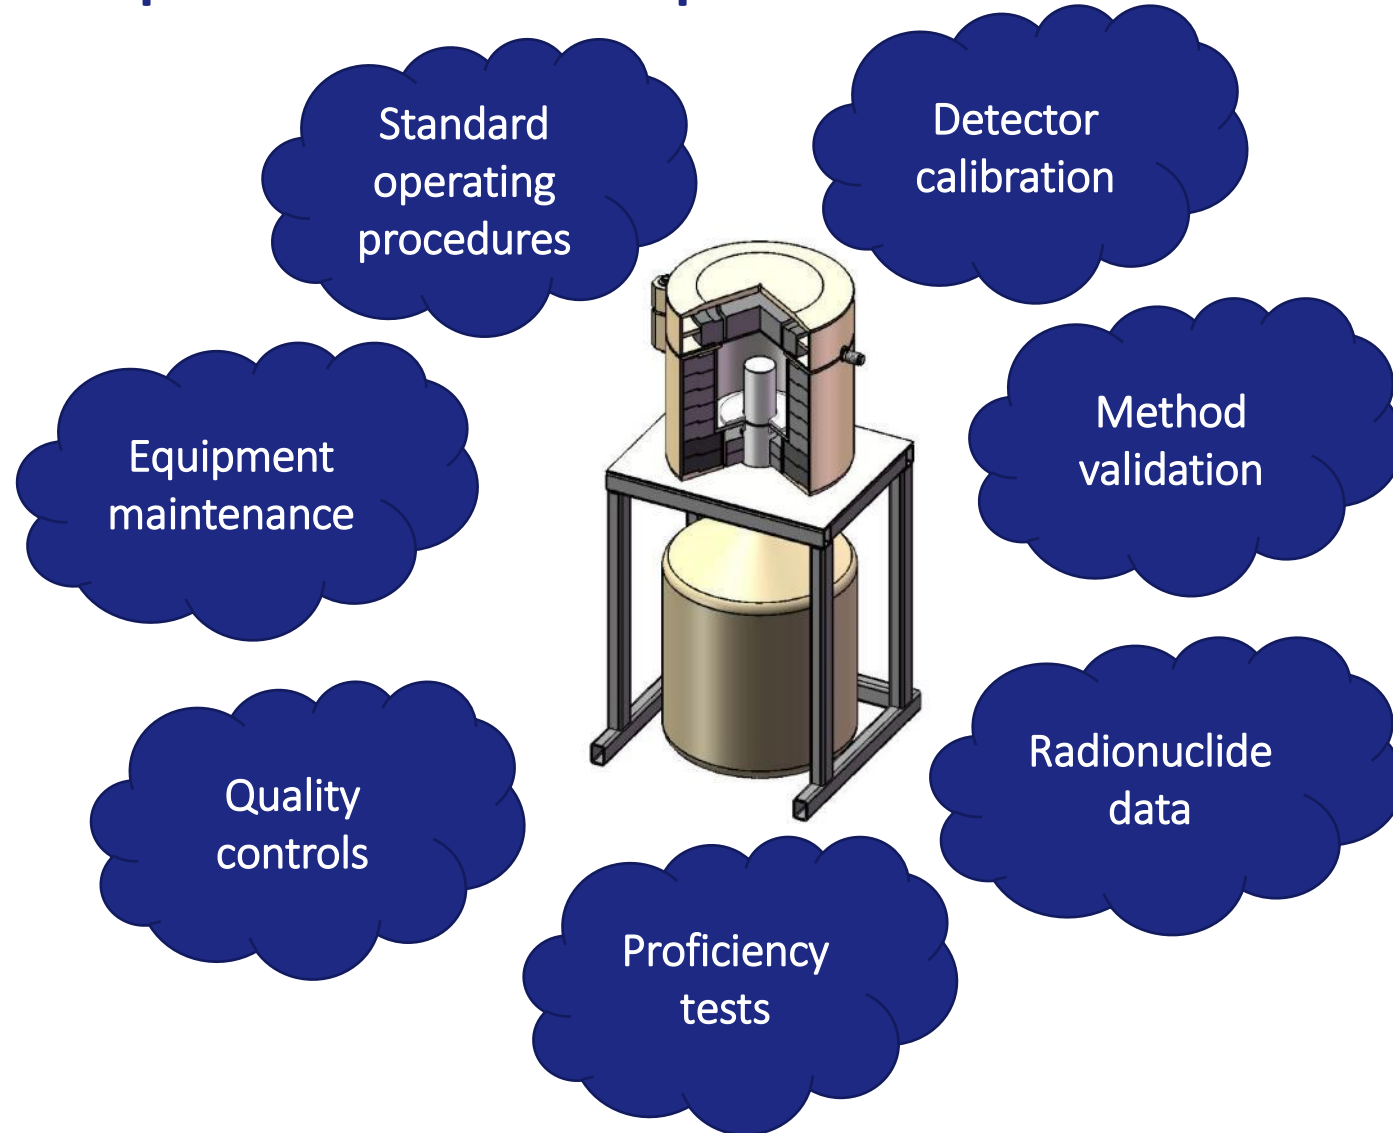 Standard
operating
procedures
Detector
calibration
Equipment
maintenance
Method
validation
Quality
controls
Radionuclide
data
Proficiency
tests